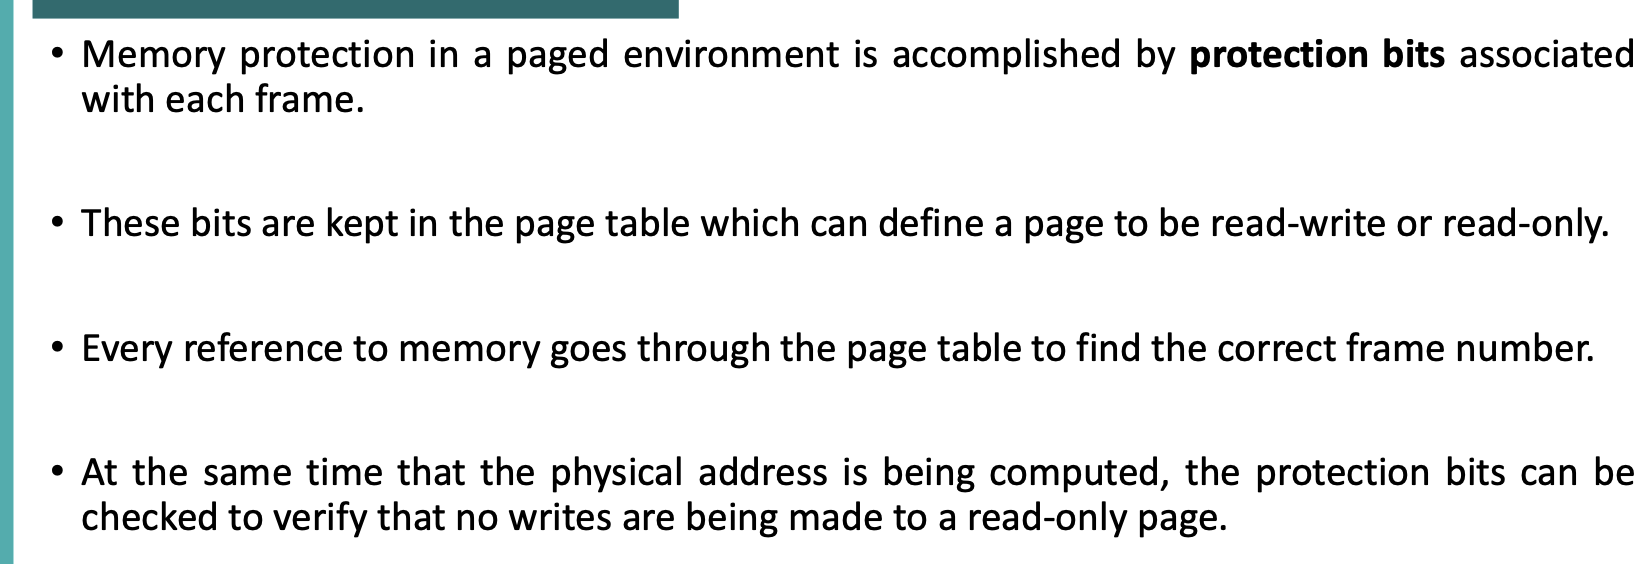 • Memory protection in a paged environment is accomplished by protection bits associated
with each frame.
• These bits are kept in the page table which can define a page to be read-write or read-only.
• Every reference to memory goes through the page table to find the correct frame number.
• At the same time that the physical address is being computed, the protection bits can be
checked to verify that no writes are being made to a read-only page.